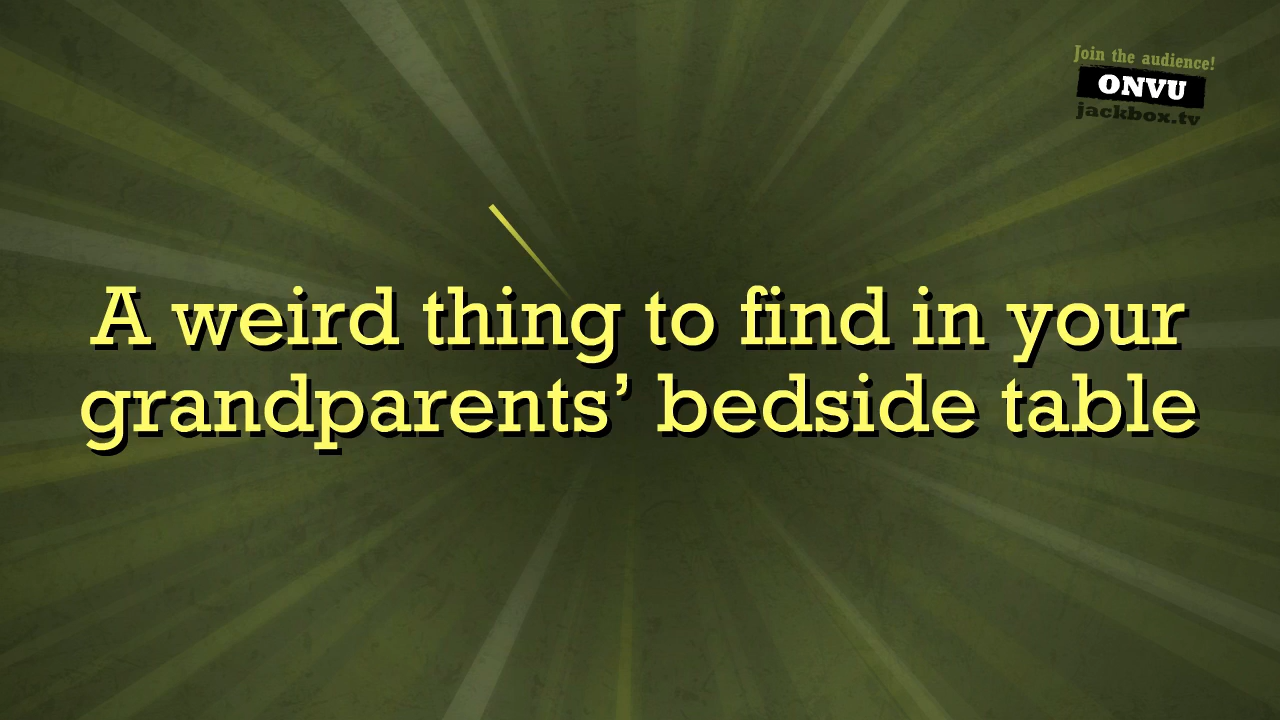 Join the audience!
ONVU
jackbox.tv
A weird thing to find in your
grandparents’ bedside table